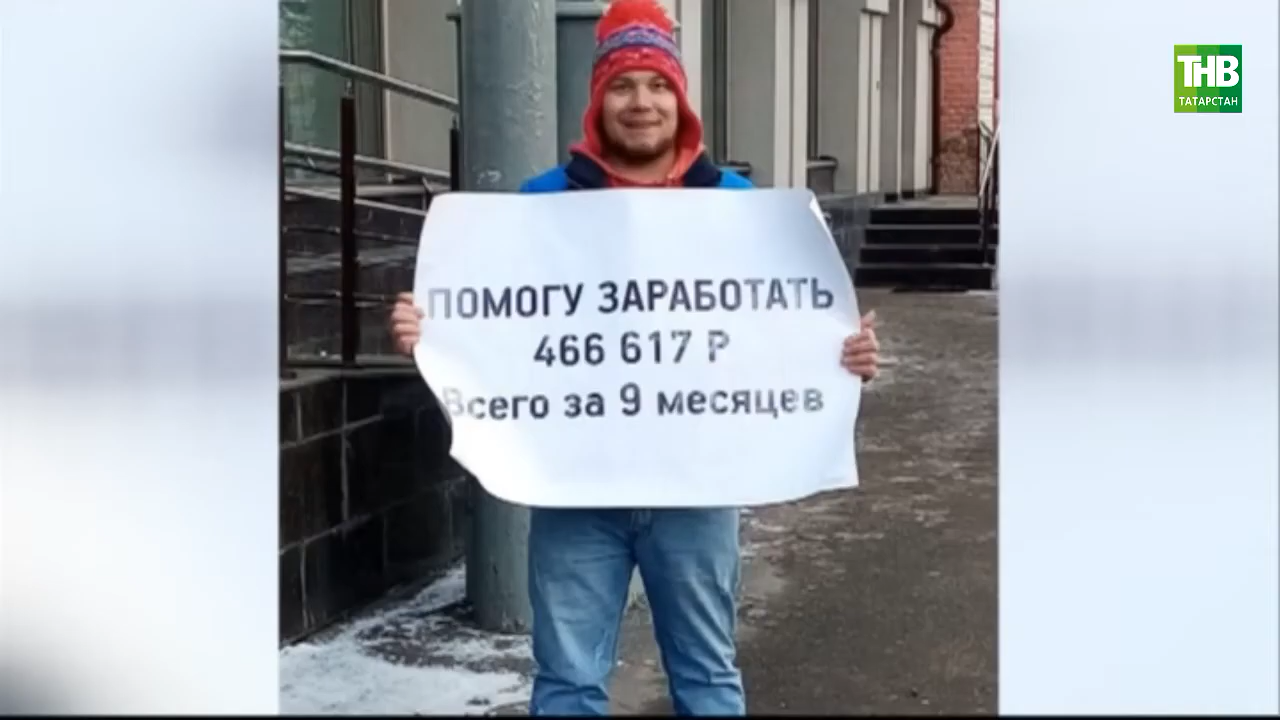 ПОМОГУ ЗАРАБОТАТЬ
466 617 ₽
Всего за 9 месяцев
ТНВ
ТАТАРСТАН